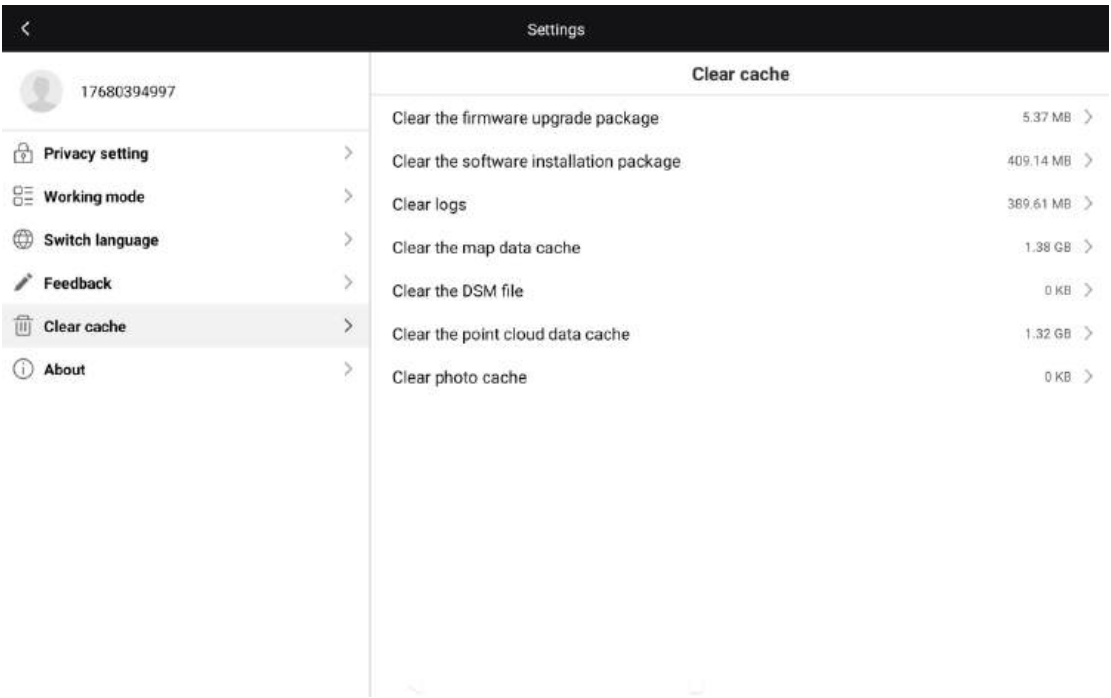 Settings
17680394997
Privacy setting
Working mode
Switch language
Feedback
Clear cache
About
Clear cache
Clear the firmware upgrade package 5.37 MB
Clear the software installation package 409.14 MB
Clear logs 389.61 MB
Clear the map data cache 1.38 GB
Clear the DSM file 0 KB
Clear the point cloud data cache 1.32 GB
Clear photo cache 0 KB